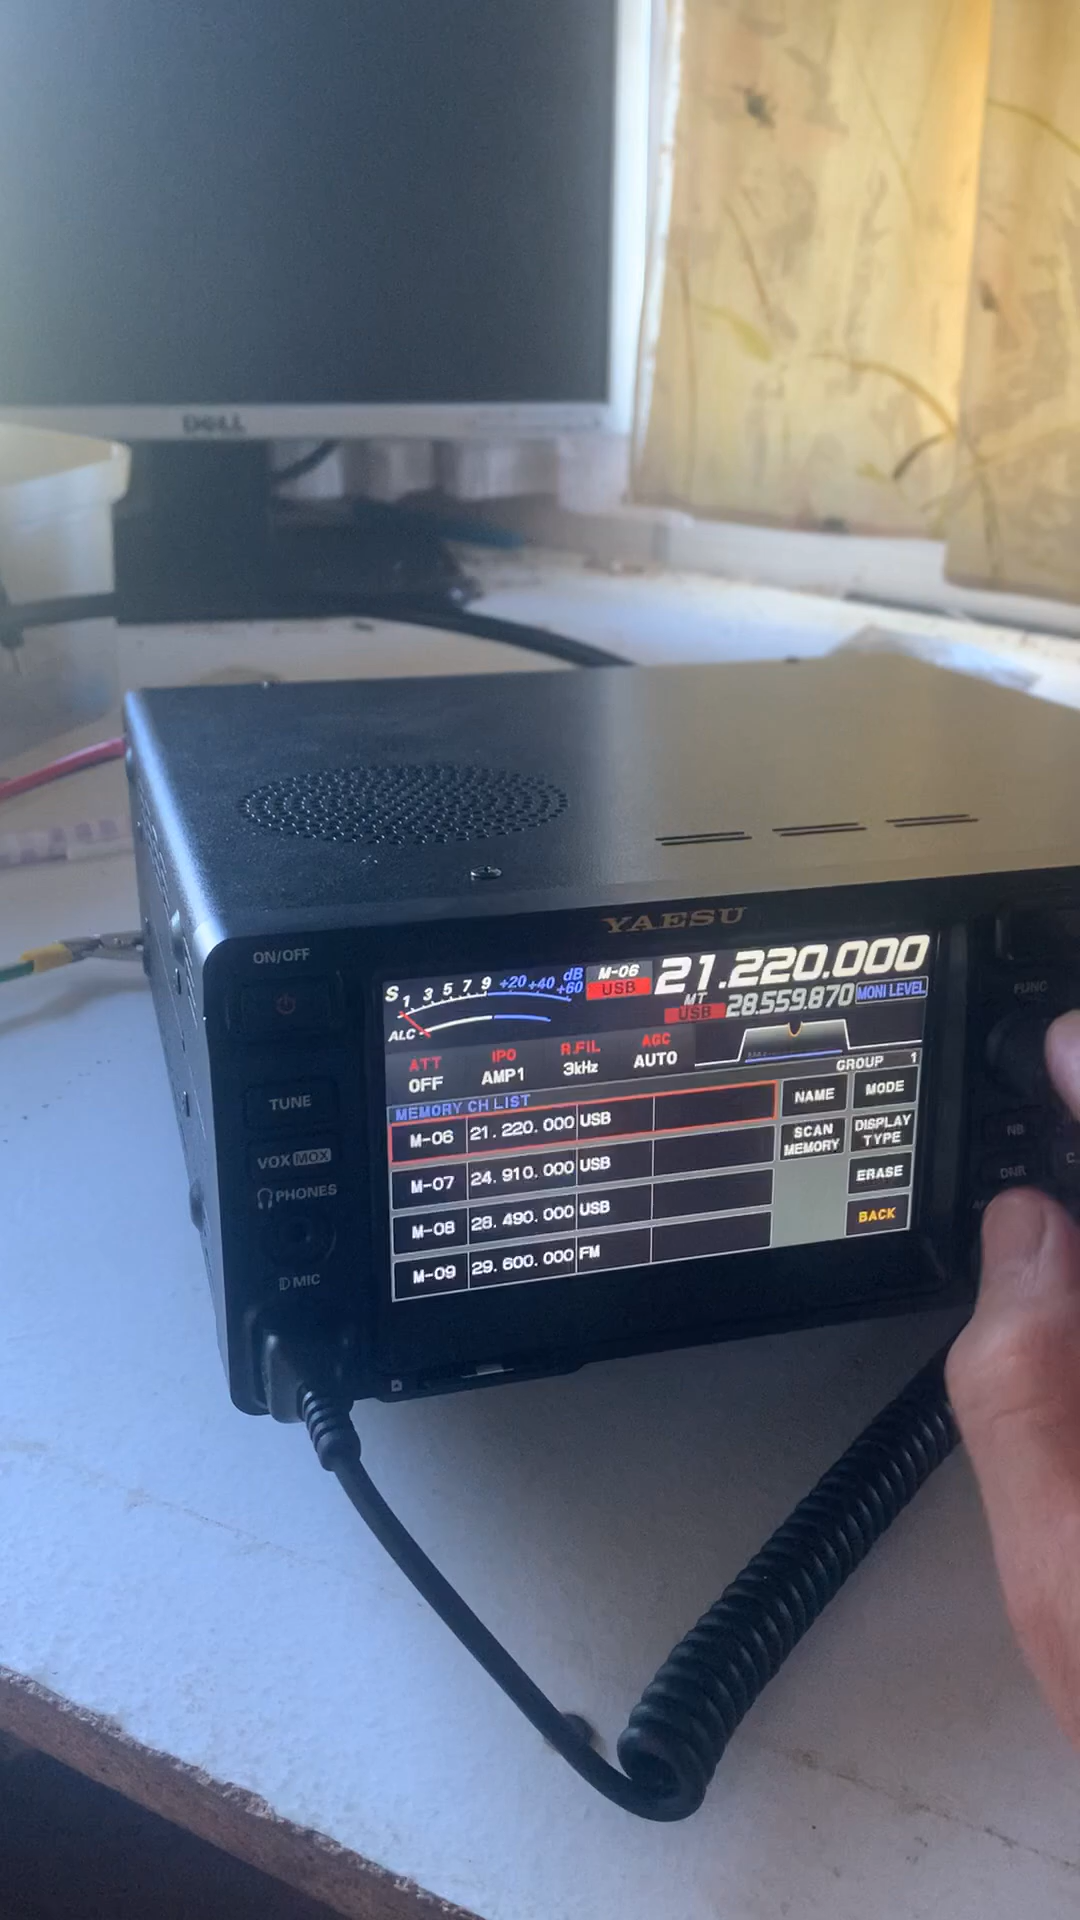 DELL
YAESU
ON/OFF
TUNE
VOX MOX
PHONES
MIC
S 1 3 5 7 9 +20 +40 +60 dB
ALC
M-06
USB
21.220.000
MT
USB
28.559.870
MONI LEVEL
ATT
OFF
IPO
AMP1
R.FIL
3kHz
AGC
AUTO
GROUP 1
MEMORY CH LIST
M-06 21.220.000 USB
M-07 24.910.000 USB
M-08 28.490.000 USB
M-09 29.600.000 FM
NAME
MODE
SCAN
MEMORY
DISPLAY
TYPE
ERASE
BACK
FUNC
NB
DNR